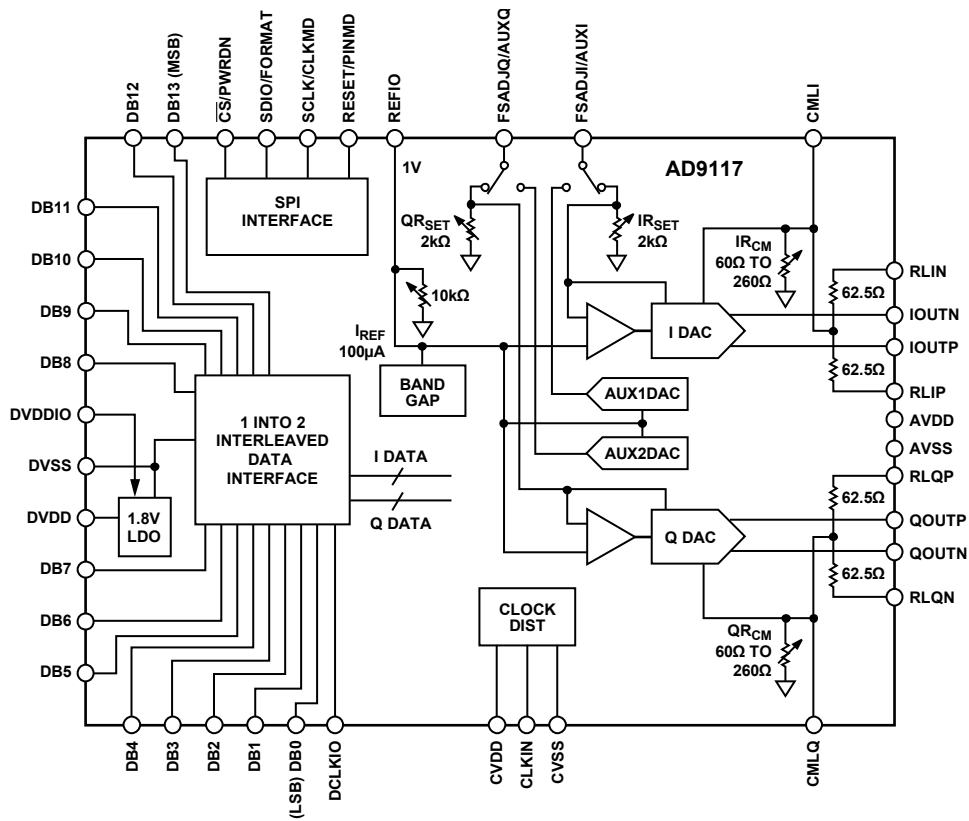 DB12
DB13 (MSB)
CS/PWRDN
SDIO/FORMAT
SCLK/CLKMD
RESET/PINMD
REFIO
FSADJQ/AUXQ
FSADJI/AUXI
CMLI
1V
AD9117
SPI
INTERFACE
DB11
DB10
DB9
DB8
DVDDIO
DVSS
DVDD
DB7
DB6
DB5
QRSET
2kΩ
IRSET
2kΩ
IRCM
60Ω TO
260Ω
10kΩ
IREF
100µA
BAND
GAP
I DAC
AUX1DAC
AUX2DAC
62.5Ω
62.5Ω
RLIN
IOUTN
IOUTP
RLIP
AVDD
AVSS
RLQP
QOUTP
QOUTN
RLQN
1 INTO 2
INTERLEAVED
DATA
INTERFACE
I DATA
Q DATA
1.8V
LDO
Q DAC
62.5Ω
62.5Ω
CLOCK
DIST
QRCM
60Ω TO
260Ω
DB4
DB3
DB2
DB1
(LSB) DB0
DCLKIO
CVDD
CLKIN
CVSS
CMLQ